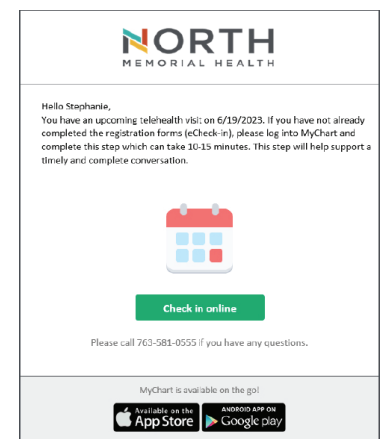 NORTH
MEMORIAL HEALTH
Hello Stephanie,
You have an upcoming telehealth visit on 6/19/2023. If you have not already
completed the registration forms (eCheck-in), please log into MyChart and
complete this step which can take 10-15 minutes. This step will help support a
timely and complete conversation.
Check in online
Please call 763-581-0555 if you have any questions.
MyChart is available on the go!
Available on the
App Store
ANDROID APP ON
Google play